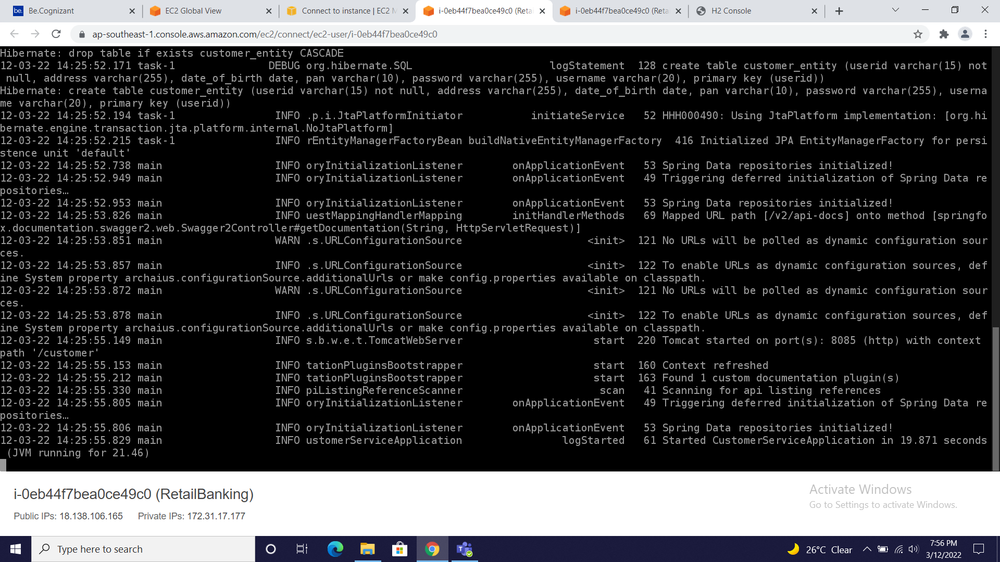 Be.Cognizant
EC2 Global View
Connect to instance | EC2 M
i-0eb44f7bea0ce49c0 (Retai
i-0eb44f7bea0ce49c0 (Reta
H2 Console
ap-southeast-1.console.aws.amazon.com/ec2/connect/ec2-user/i-0eb44f7bea0ce49c0
Hibernate: drop table if exists customer_entity CASCADE
12-03-22 14:25:52.171 task-1 DEBUG org.hibernate.SQL logStatement 128 create table customer_entity (userid varchar(15) not
null, address varchar(255), date_of_birth date, pan varchar(10), password varchar(255), username varchar(20), primary key (userid))
Hibernate: create table customer_entity (userid varchar(15) not null, address varchar(255), date_of_birth date, pan varchar(10), password varchar(255), userna
me varchar(20), primary key (userid))
12-03-22 14:25:52.194 task-1 INFO .p.i.JtaPlatformInitiator initiateService 52 HHH000490: Using JtaPlatform implementation: [org.hi
bernate.engine.transaction.jta.platform.internal.NoJtaPlatform]
12-03-22 14:25:52.215 task-1 INFO rEntityManagerFactoryBean buildNativeEntityManagerFactory 416 Initialized JPA EntityManagerFactory for persi
stence unit 'default'
12-03-22 14:25:52.738 main INFO oryInitializationListener onApplicationEvent 53 Spring Data repositories initialized!
12-03-22 14:25:52.949 main INFO oryInitializationListener onApplicationEvent 49 Triggering deferred initialization of Spring Data re
positories…
12-03-22 14:25:52.953 main INFO oryInitializationListener onApplicationEvent 53 Spring Data repositories initialized!
12-03-22 14:25:53.826 main INFO uestMappingHandlerMapping initHandlerMethods 69 Mapped URL path [/v2/api-docs] onto method [springfo
x.documentation.swagger2.web.Swagger2Controller#getDocumentation(String, HttpServletRequest)]
12-03-22 14:25:53.851 main WARN .s.URLConfigurationSource <init> 121 No URLs will be polled as dynamic configuration sour
ces.
12-03-22 14:25:53.857 main INFO .s.URLConfigurationSource <init> 122 To enable URLs as dynamic configuration sources, def
ine System property archaius.configurationSource.additionalUrls or make config.properties available on classpath.
12-03-22 14:25:53.872 main WARN .s.URLConfigurationSource <init> 121 No URLs will be polled as dynamic configuration sour
ces.
12-03-22 14:25:53.878 main INFO .s.URLConfigurationSource <init> 122 To enable URLs as dynamic configuration sources, def
ine System property archaius.configurationSource.additionalUrls or make config.properties available on classpath.
12-03-22 14:25:55.149 main INFO s.b.w.e.t.TomcatWebServer start 220 Tomcat started on port(s): 8085 (http) with context
path '/customer'
12-03-22 14:25:55.153 main INFO tationPluginsBootstrapper start 160 Context refreshed
12-03-22 14:25:55.212 main INFO tationPluginsBootstrapper start 163 Found 1 custom documentation plugin(s)
12-03-22 14:25:55.330 main INFO piListingReferenceScanner scan 41 Scanning for api listing references
12-03-22 14:25:55.805 main INFO oryInitializationListener onApplicationEvent 49 Triggering deferred initialization of Spring Data re
positories…
12-03-22 14:25:55.806 main INFO oryInitializationListener onApplicationEvent 53 Spring Data repositories initialized!
12-03-22 14:25:55.829 main INFO ustomerServiceApplication logStarted 61 Started CustomerServiceApplication in 19.871 seconds
(JVM running for 21.46)
i-0eb44f7bea0ce49c0 (RetailBanking)
Public IPs: 18.138.106.165 Private IPs: 172.31.17.177
Activate Windows
Go to Settings to activate Windows.
Type here to search
26°C Clear
7:56 PM
3/12/2022